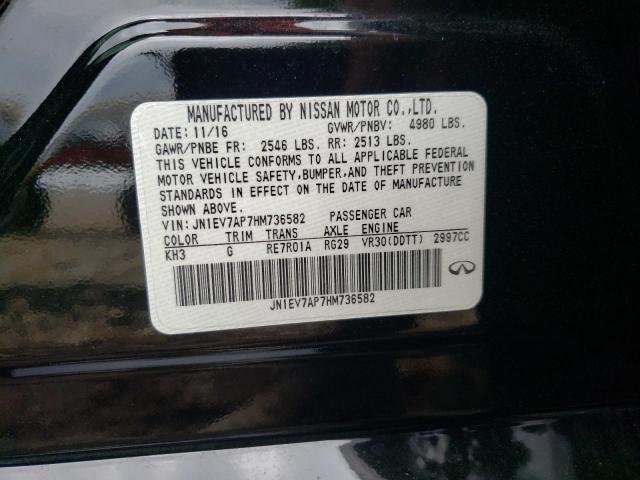 MANUFACTURED BY NISSAN MOTOR CO.,LTD.
DATE: 11/16 GVWR/PNBV: 4980 LBS.
GAWR/PNBE FR: 2546 LBS. RR: 2513 LBS.
THIS VEHICLE CONFORMS TO ALL APPLICABLE FEDERAL
MOTOR VEHICLE SAFETY,BUMPER,AND THEFT PREVENTION
STANDARDS IN EFFECT ON THE DATE OF MANUFACTURE
SHOWN ABOVE.
VIN: JN1EV7AP7HM736582 PASSENGER CAR
COLOR TRIM TRANS AXLE ENGINE
KH3 G RE7R01A RG29 VR30(DDTT) 2997CC
JN1EV7AP7HM736582